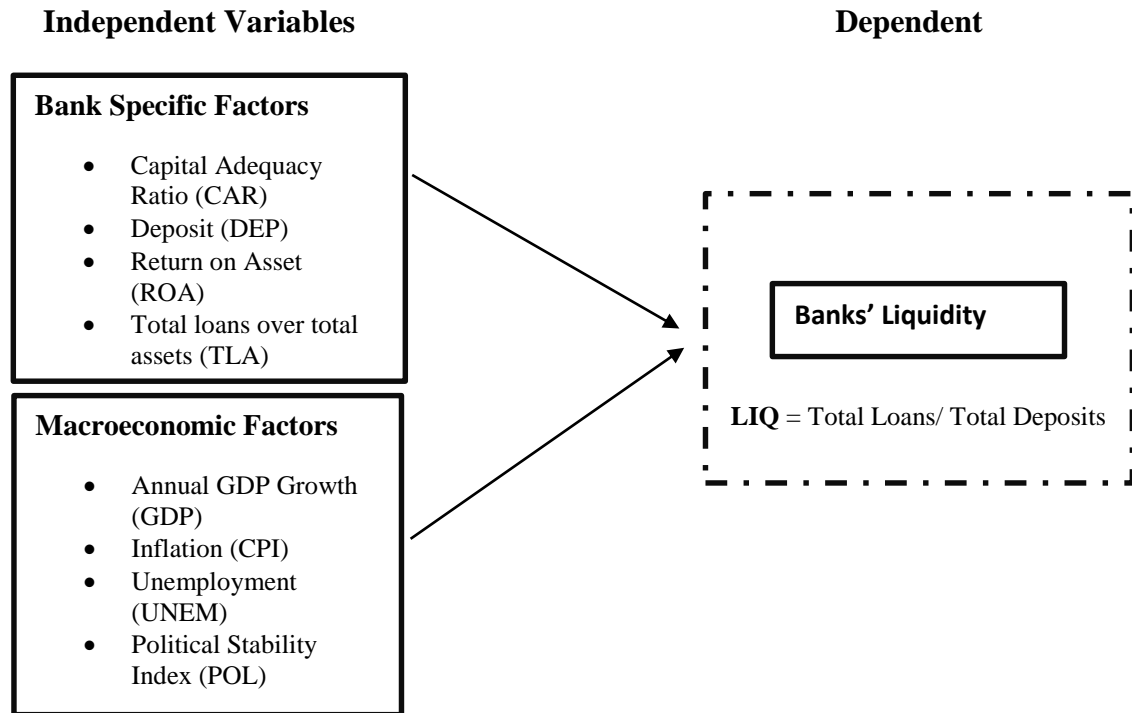 Independent Variables
Dependent
Bank Specific Factors
• Capital Adequacy
Ratio (CAR)
• Deposit (DEP)
• Return on Asset
(ROA)
• Total loans over total
assets (TLA)
Macroeconomic Factors
• Annual GDP Growth
(GDP)
• Inflation (CPI)
• Unemployment
(UNEM)
• Political Stability
Index (POL)
Banks’ Liquidity
LIQ = Total Loans/ Total Deposits